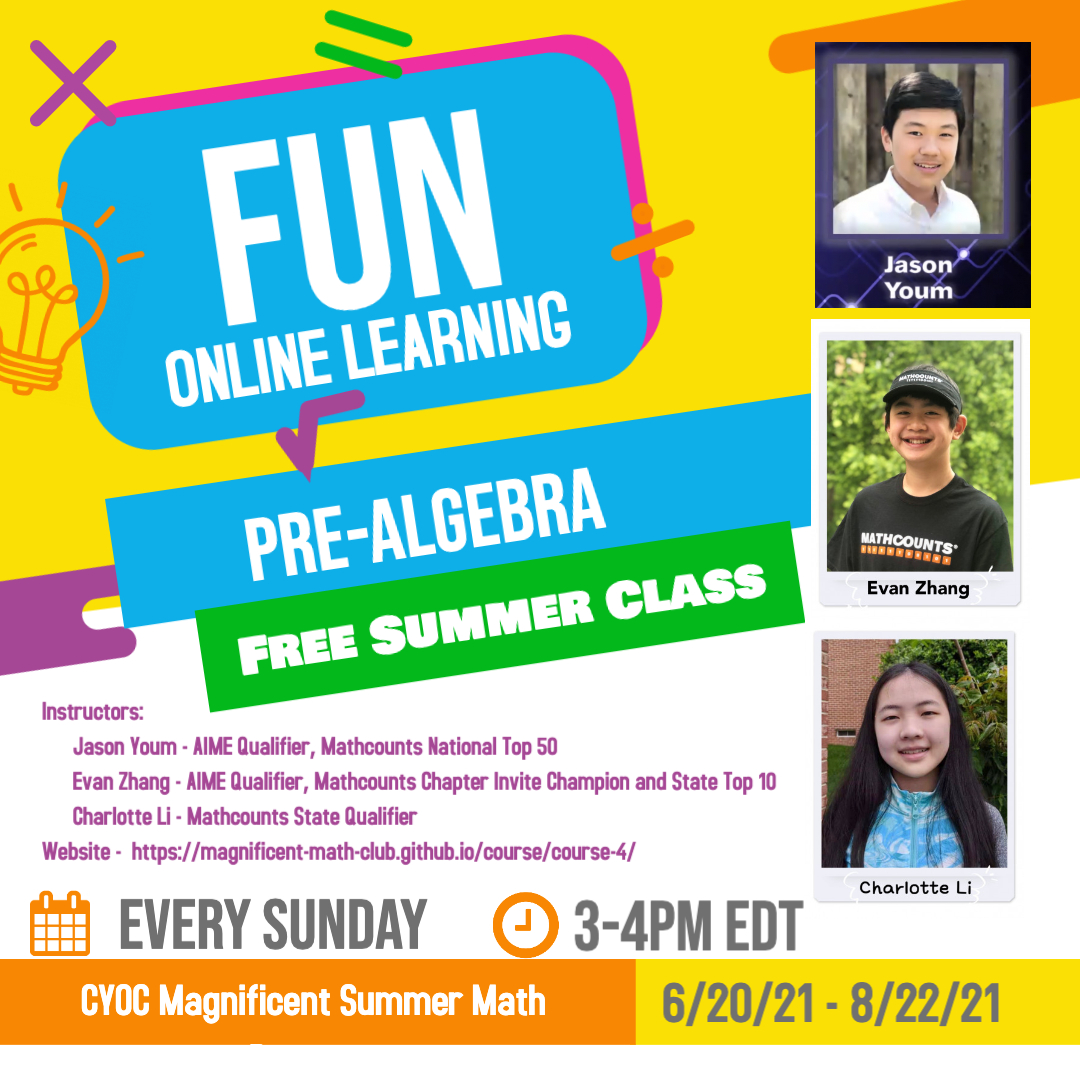 FUN
ONLINE LEARNING
PRE-ALGEBRA
FREE SUMMER CLASS
Jason
Youm
MATHCOUNTS
MATHCOUNTS®
Evan Zhang
Charlotte Li
Instructors:
Jason Youm - AIME Qualifier, Mathcounts National Top 50
Evan Zhang - AIME Qualifier, Mathcounts Chapter Invite Champion and State Top 10
Charlotte Li - Mathcounts State Qualifier
Website - https://magnificent-math-club.github.io/course/course-4/
EVERY SUNDAY
3-4PM EDT
CYOC Magnificent Summer Math
6/20/21 - 8/22/21